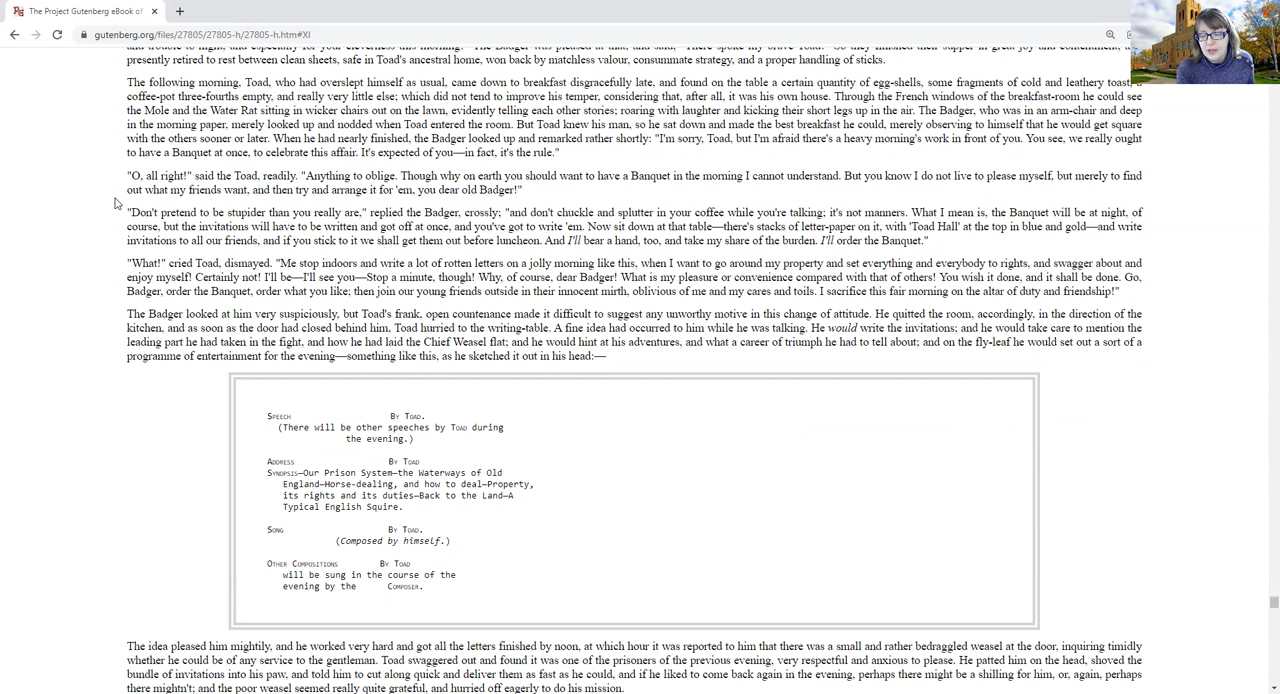 The Project Gutenberg eBook of
gutenberg.org/files/27805-h/27805-h.htm#XI
presently retired to rest between clean sheets, safe in Toad's ancestral home, won back by matchless valour, consummate strategy, and a proper handling of sticks.
The following morning, Toad, who had overslept himself as usual, came down to breakfast disgracefully late, and found on the table a certain quantity of egg-shells, some fragments of cold and leathery toast, a
coffee-pot three-fourths empty, and really very little else; which did not tend to improve his temper, considering that, after all, it was his own house. Through the French windows of the breakfast-room he could see
the Mole and the Water Rat sitting in wicker chairs out on the lawn, evidently telling each other stories; roaring with laughter and kicking their short legs up in the air. The Badger, who was in an arm-chair and deep
in the morning paper, merely looked up and nodded when Toad entered the room. But Toad knew his man, so he sat down and made the best breakfast he could, merely observing to himself that he would get square
with the others sooner or later. When he had nearly finished, the Badger looked up and remarked rather shortly: "I'm sorry, Toad, but I'm afraid there's a heavy morning's work in front of you. You see, we really ought
to have a Banquet at once, to celebrate this affair. It's expected of you—in fact, it's the rule."
"O, all right!" said the Toad, readily. "Anything to oblige. Though why on earth you should want to have a Banquet in the morning I cannot understand. But you know I do not live to please myself, but merely to find
out what my friends want, and then try and arrange it for 'em, you dear old Badger!"
"Don't pretend to be stupider than you really are," replied the Badger, crossly; "and don't chuckle and splutter in your coffee while you're talking; it's not manners. What I mean is, the Banquet will be at night, of
course, but the invitations will have to be written and got off at once, and you've got to write 'em. Now sit down at that table—there's stacks of letter-paper on it, with 'Toad Hall' at the top in blue and gold—and write
invitations to all our friends, and if you stick to it we shall get them out before luncheon. And I'll bear a hand, too, and take my share of the burden. I'll order the Banquet."
"What!" cried Toad, dismayed. "Me stop indoors and write a lot of rotten letters on a jolly morning like this, when I want to go around my property and set everything and everybody to rights, and swagger about and
enjoy myself! Certainly not! I'll be—I'll see you—Stop a minute, though! Why, of course, dear Badger! What is my pleasure or convenience compared with that of others! You wish it done, and it shall be done. Go,
Badger, order the Banquet, order what you like; then join our young friends outside in their innocent mirth, oblivious of me and my cares and toils. I sacrifice this fair morning on the altar of duty and friendship!"
The Badger looked at him very suspiciously, but Toad's frank, open countenance made it difficult to suggest any unworthy motive in this change of attitude. He quitted the room, accordingly, in the direction of the
kitchen, and as soon as the door had closed behind him, Toad hurried to the writing-table. A fine idea had occurred to him while he was talking. He would write the invitations; and he would take care to mention the
leading part he had taken in the fight, and how he had laid the Chief Weasel flat; and he would hint at his adventures, and what a career of triumph he had to tell about; and on the fly-leaf he would set out a sort of a
programme of entertainment for the evening—something like this, as he sketched it out in his head:—
Speech By Toad.
(There will be other speeches by Toad during
the evening.)
Address By Toad
Synopsis—Our Prison System—the Waterways of Old
England—Horse-dealing, and how to deal—Property,
its rights and its duties—Back to the Land—A
Typical English Squire.
Song By Toad.
(Composed by himself.)
Other Compositions By Toad
will be sung in the course of the
evening by the Composer.
The idea pleased him mightily, and he worked very hard and got all the letters finished by noon, at which hour it was reported to him that there was a small and rather bedraggled weasel at the door, inquiring timidly
whether he could be of any service to the gentleman. Toad swaggered out and found it was one of the prisoners of the previous evening, very respectful and anxious to please. He patted him on the head, shoved the
bundle of invitations into his paw, and told him to cut along quick and deliver them as fast as he could, and if he liked to come back again in the evening, perhaps there might be a shilling for him, or, again, perhaps
there mightn't; and the poor weasel seemed really quite grateful, and hurried off eagerly to do his mission.